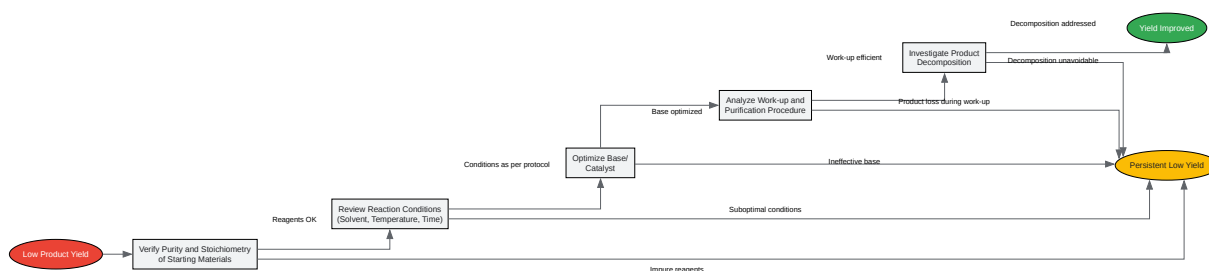 Decomposition addressed
Yield Improved
Work-up efficient
Investigate Product
Decomposition
Decomposition unavoidable
Base optimized
Analyze Work-up and
Purification Procedure
Product loss during work-up
Conditions as per protocol
Optimize Base/
Catalyst
Ineffective base
Persistent Low Yield
Reagents OK
Review Reaction Conditions
(Solvent, Temperature, Time)
Suboptimal conditions
Low Product Yield
Verify Purity and Stoichiometry
of Starting Materials
Impure reagents